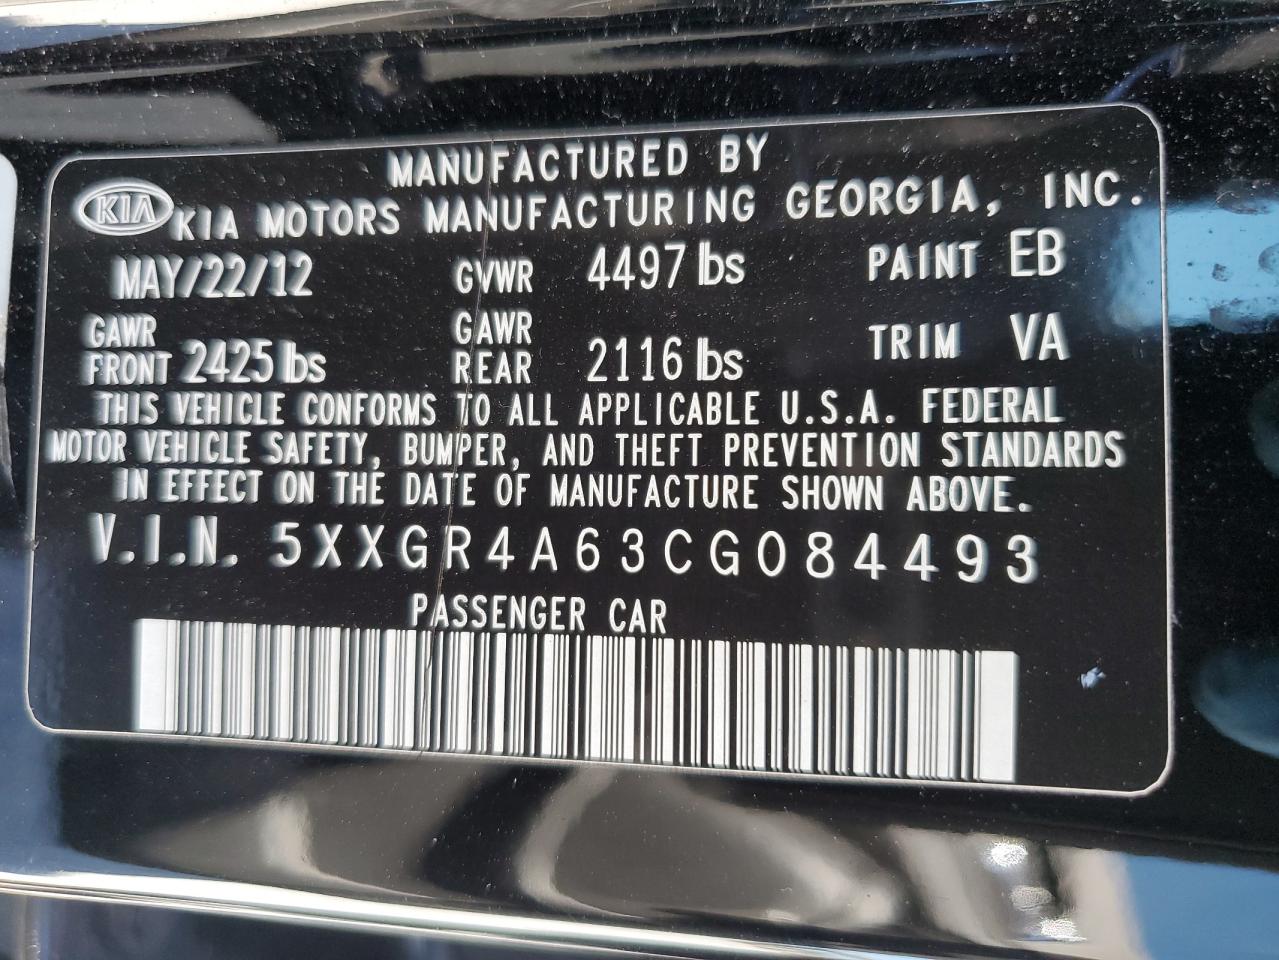 MANUFACTURED BY
KIA KIA MOTORS MANUFACTURING GEORGIA, INC.
MAY/22/12 GVWR 4497 lbs PAINT EB
GAWR FRONT 2425 lbs GAWR REAR 2116 lbs TRIM VA
THIS VEHICLE CONFORMS TO ALL APPLICABLE U.S.A. FEDERAL
MOTOR VEHICLE SAFETY, BUMPER, AND THEFT PREVENTION STANDARDS
IN EFFECT ON THE DATE OF MANUFACTURE SHOWN ABOVE.
V.I.N. 5XXGR4A63CG084493
PASSENGER CAR